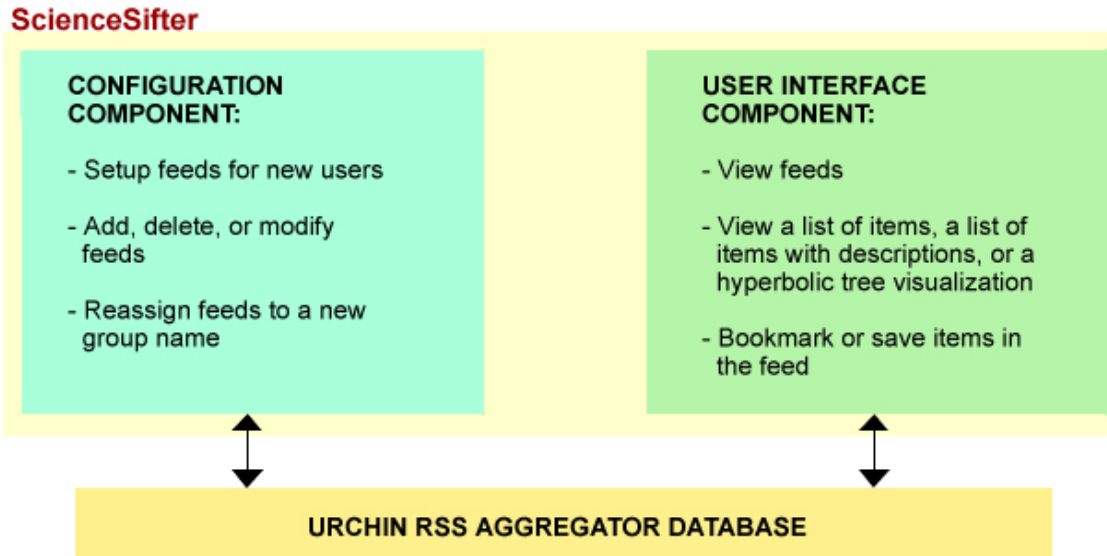 ScienceSifter
CONFIGURATION
COMPONENT:
- Setup feeds for new users
- Add, delete, or modify
feeds
- Reassign feeds to a new
group name
USER INTERFACE
COMPONENT:
- View feeds
- View a list of items, a list of
items with descriptions, or a
hyperbolic tree visualization
- Bookmark or save items in
the feed
URCHIN RSS AGGREGATOR DATABASE